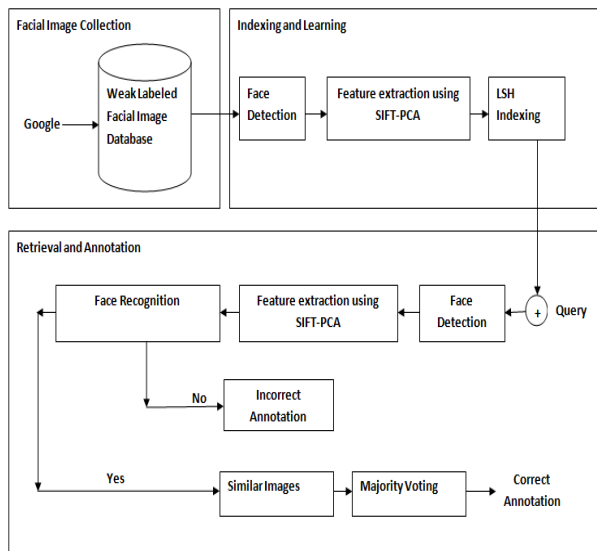 Facial Image Collection
Google
Weak Labeled
Facial Image
Database
Indexing and Learning
Face
Detection
Feature extraction using
SIFT-PCA
LSH
Indexing
Retrieval and Annotation
Query
+
Face
Detection
Feature extraction using
SIFT-PCA
Face Recognition
No
Incorrect
Annotation
Yes
Similar Images
Majority Voting
Correct
Annotation